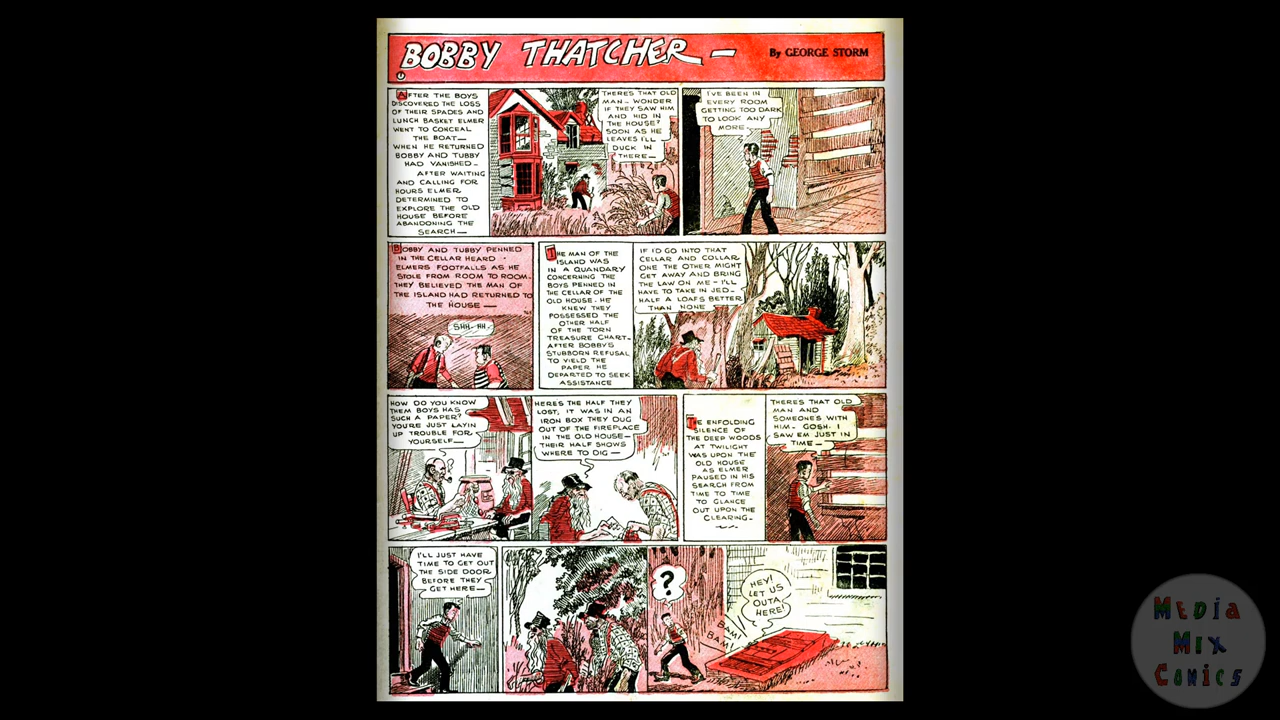 BOBBY THATCHER —
By GEORGE STORM
AFTER THE BOYS
DISCOVERED THE LOSS
OF THEIR SPADES AND
LUNCH BASKET ELMER
WENT TO CONCEAL
THE BOAT—
WHEN HE RETURNED
BOBBY AND TUBBY
HAD VANISHED—
AFTER WAITING
AND CALLING FOR
HOURS ELMER
DETERMINED TO
EXPLORE THE OLD
HOUSE BEFORE
ABANDONING THE
SEARCH—
THERES THAT OLD
MAN— WONDER
IF THEY SAW HIM
AND HID IN
THE HOUSE?
SOON AS HE
LEAVES I'LL
DUCK IN
THERE—
I'VE BEEN IN
EVERY ROOM
GETTING TOO DARK
TO LOOK ANY
MORE—
BOBBY AND TUBBY PENNED
IN THE CELLAR HEARD
ELMERS FOOTFALLS AS HE
STOLE FROM ROOM TO ROOM—
THEY BELIEVED THE MAN OF
THE ISLAND HAD RETURNED TO
THE HOUSE—
SHH-HH-
THE MAN OF THE
ISLAND WAS
IN A QUANDARY
CONCERNING THE
BOYS PENNED IN
THE CELLAR OF THE
OLD HOUSE. HE
KNEW THEY
POSSESSED THE
OTHER HALF
OF THE TORN
TREASURE CHART—
AFTER BOBBY'S
STUBBORN REFUSAL
TO YIELD THE
PAPER HE
DEPARTED TO SEEK
ASSISTANCE
IF I'D GO INTO THAT
CELLAR AND COLLAR
ONE THE OTHER MIGHT
GET AWAY AND BRING
THE LAW ON ME— I'LL
HAVE TO TAKE IN JED—
HALF A LOAFS BETTER
THAN NONE
HOW DO YOU KNOW
THEM BOYS HAS
SUCH A PAPER?
YOU'RE JUST LAYIN
UP TROUBLE FOR
YOURSELF—
HERES THE HALF THEY
LOST, IT WAS IN AN
IRON BOX THEY DUG
OUT OF THE FIREPLACE
IN THE OLD HOUSE—
THEIR HALF SHOWS
WHERE TO DIG—
THE ENFOLDING
SILENCE OF
THE DEEP WOODS
AT TWILIGHT
WAS UPON THE
OLD HOUSE
AS ELMER
PAUSED IN HIS
SEARCH FROM
TIME TO TIME
TO GLANCE
OUT UPON THE
CLEARING—
THERES THAT OLD
MAN AND
SOMEONES WITH
HIM— GOSH, I
SAW EM JUST IN
TIME—
I'LL JUST HAVE
TIME TO GET OUT
THE SIDE DOOR
BEFORE THEY
GET HERE—
?
BAM!
BAM
HEY!
LET US
OUTA
HERE!
MEDIA
MIX
COMICS